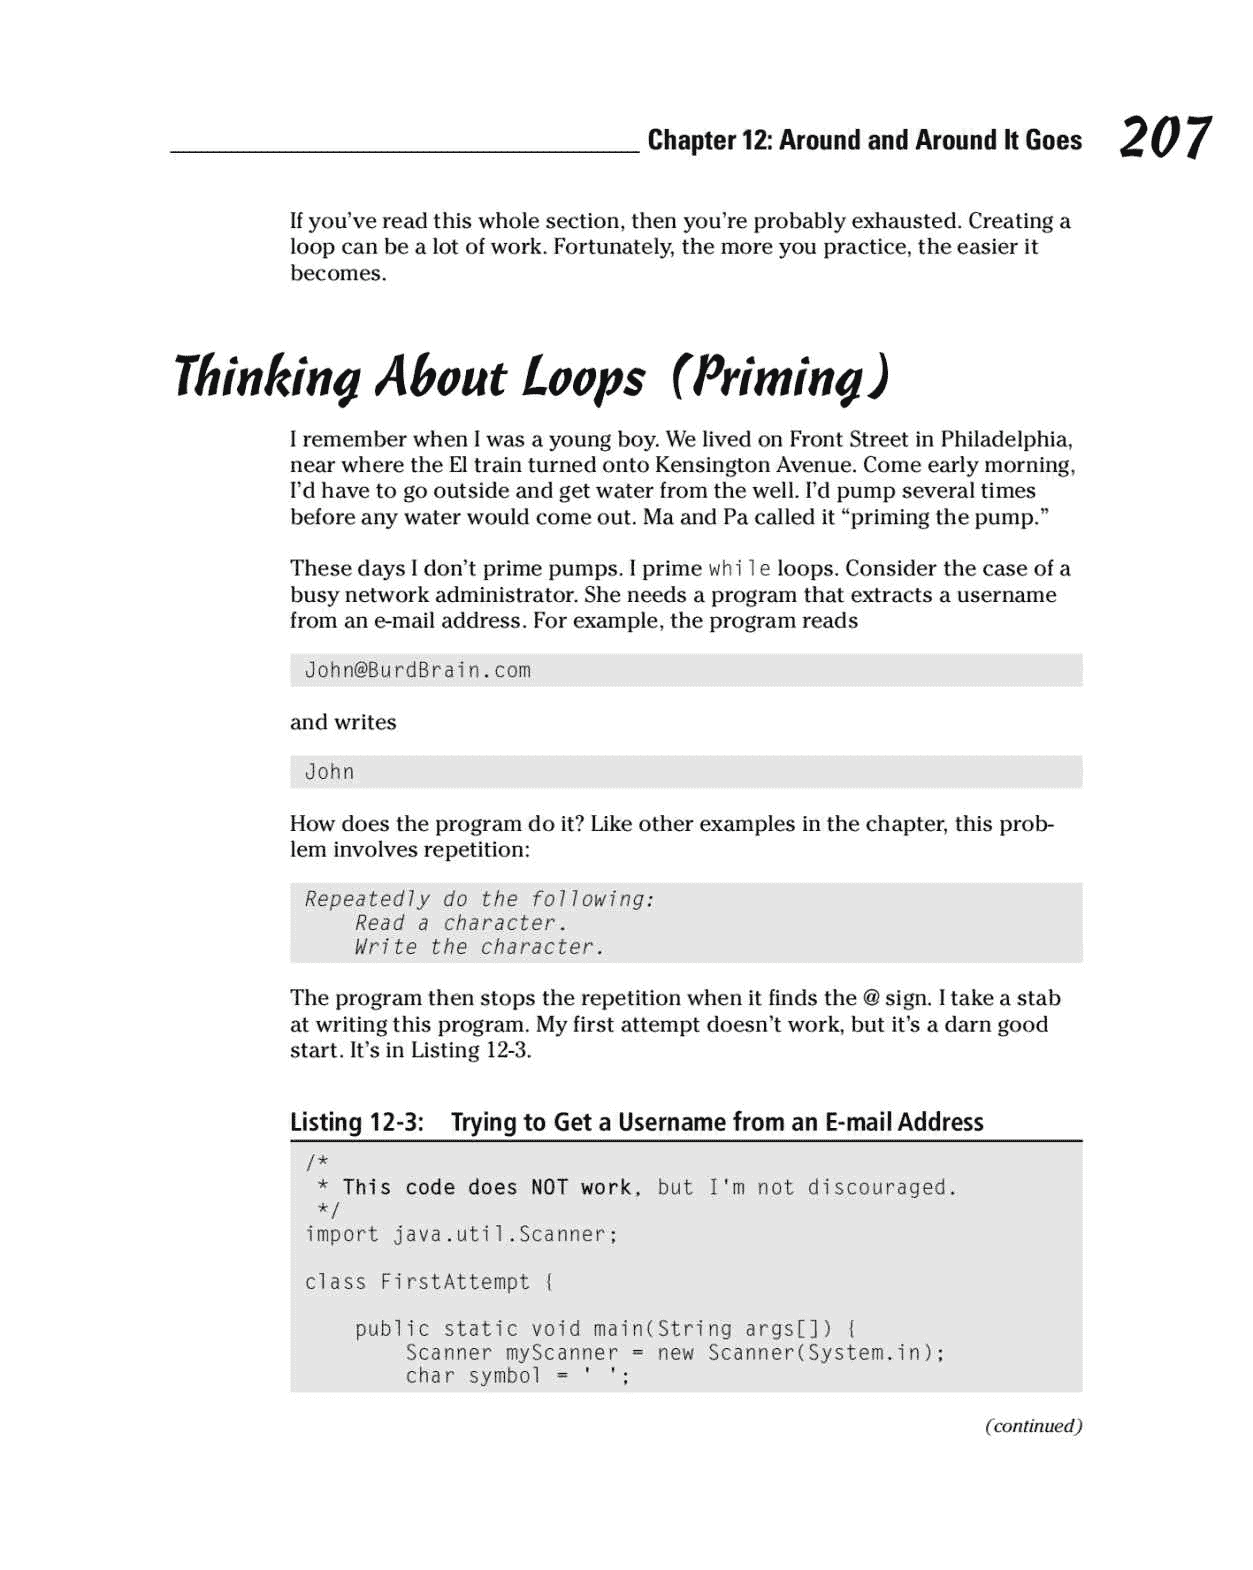 Chapter 12: Around and Around It Goes 207
If you’ve read this whole section, then you’re probably exhausted. Creating a
loop can be a lot of work. Fortunately, the more you practice, the easier it
becomes.
Thinking About Loops (Priming)
I remember when I was a young boy. We lived on Front Street in Philadelphia,
near where the El train turned onto Kensington Avenue. Come early morning,
I’d have to go outside and get water from the well. I’d pump several times
before any water would come out. Ma and Pa called it “priming the pump.”
These days I don’t prime pumps. I prime while loops. Consider the case of a
busy network administrator. She needs a program that extracts a username
from an e-mail address. For example, the program reads
John@BurdBrain.com
and writes
John
How does the program do it? Like other examples in the chapter, this prob-
lem involves repetition:
Repeatedly do the following:
Read a character.
Write the character.
The program then stops the repetition when it finds the @ sign. I take a stab
at writing this program. My first attempt doesn’t work, but it’s a darn good
start. It’s in Listing 12-3.
Listing 12-3: Trying to Get a Username from an E-mail Address
/*
* This code does NOT work, but I'm not discouraged.
*/
import java.util.Scanner;
class FirstAttempt {
public static void main(String args[]) {
Scanner myScanner = new Scanner(System.in);
char symbol = ' ';
(continued)